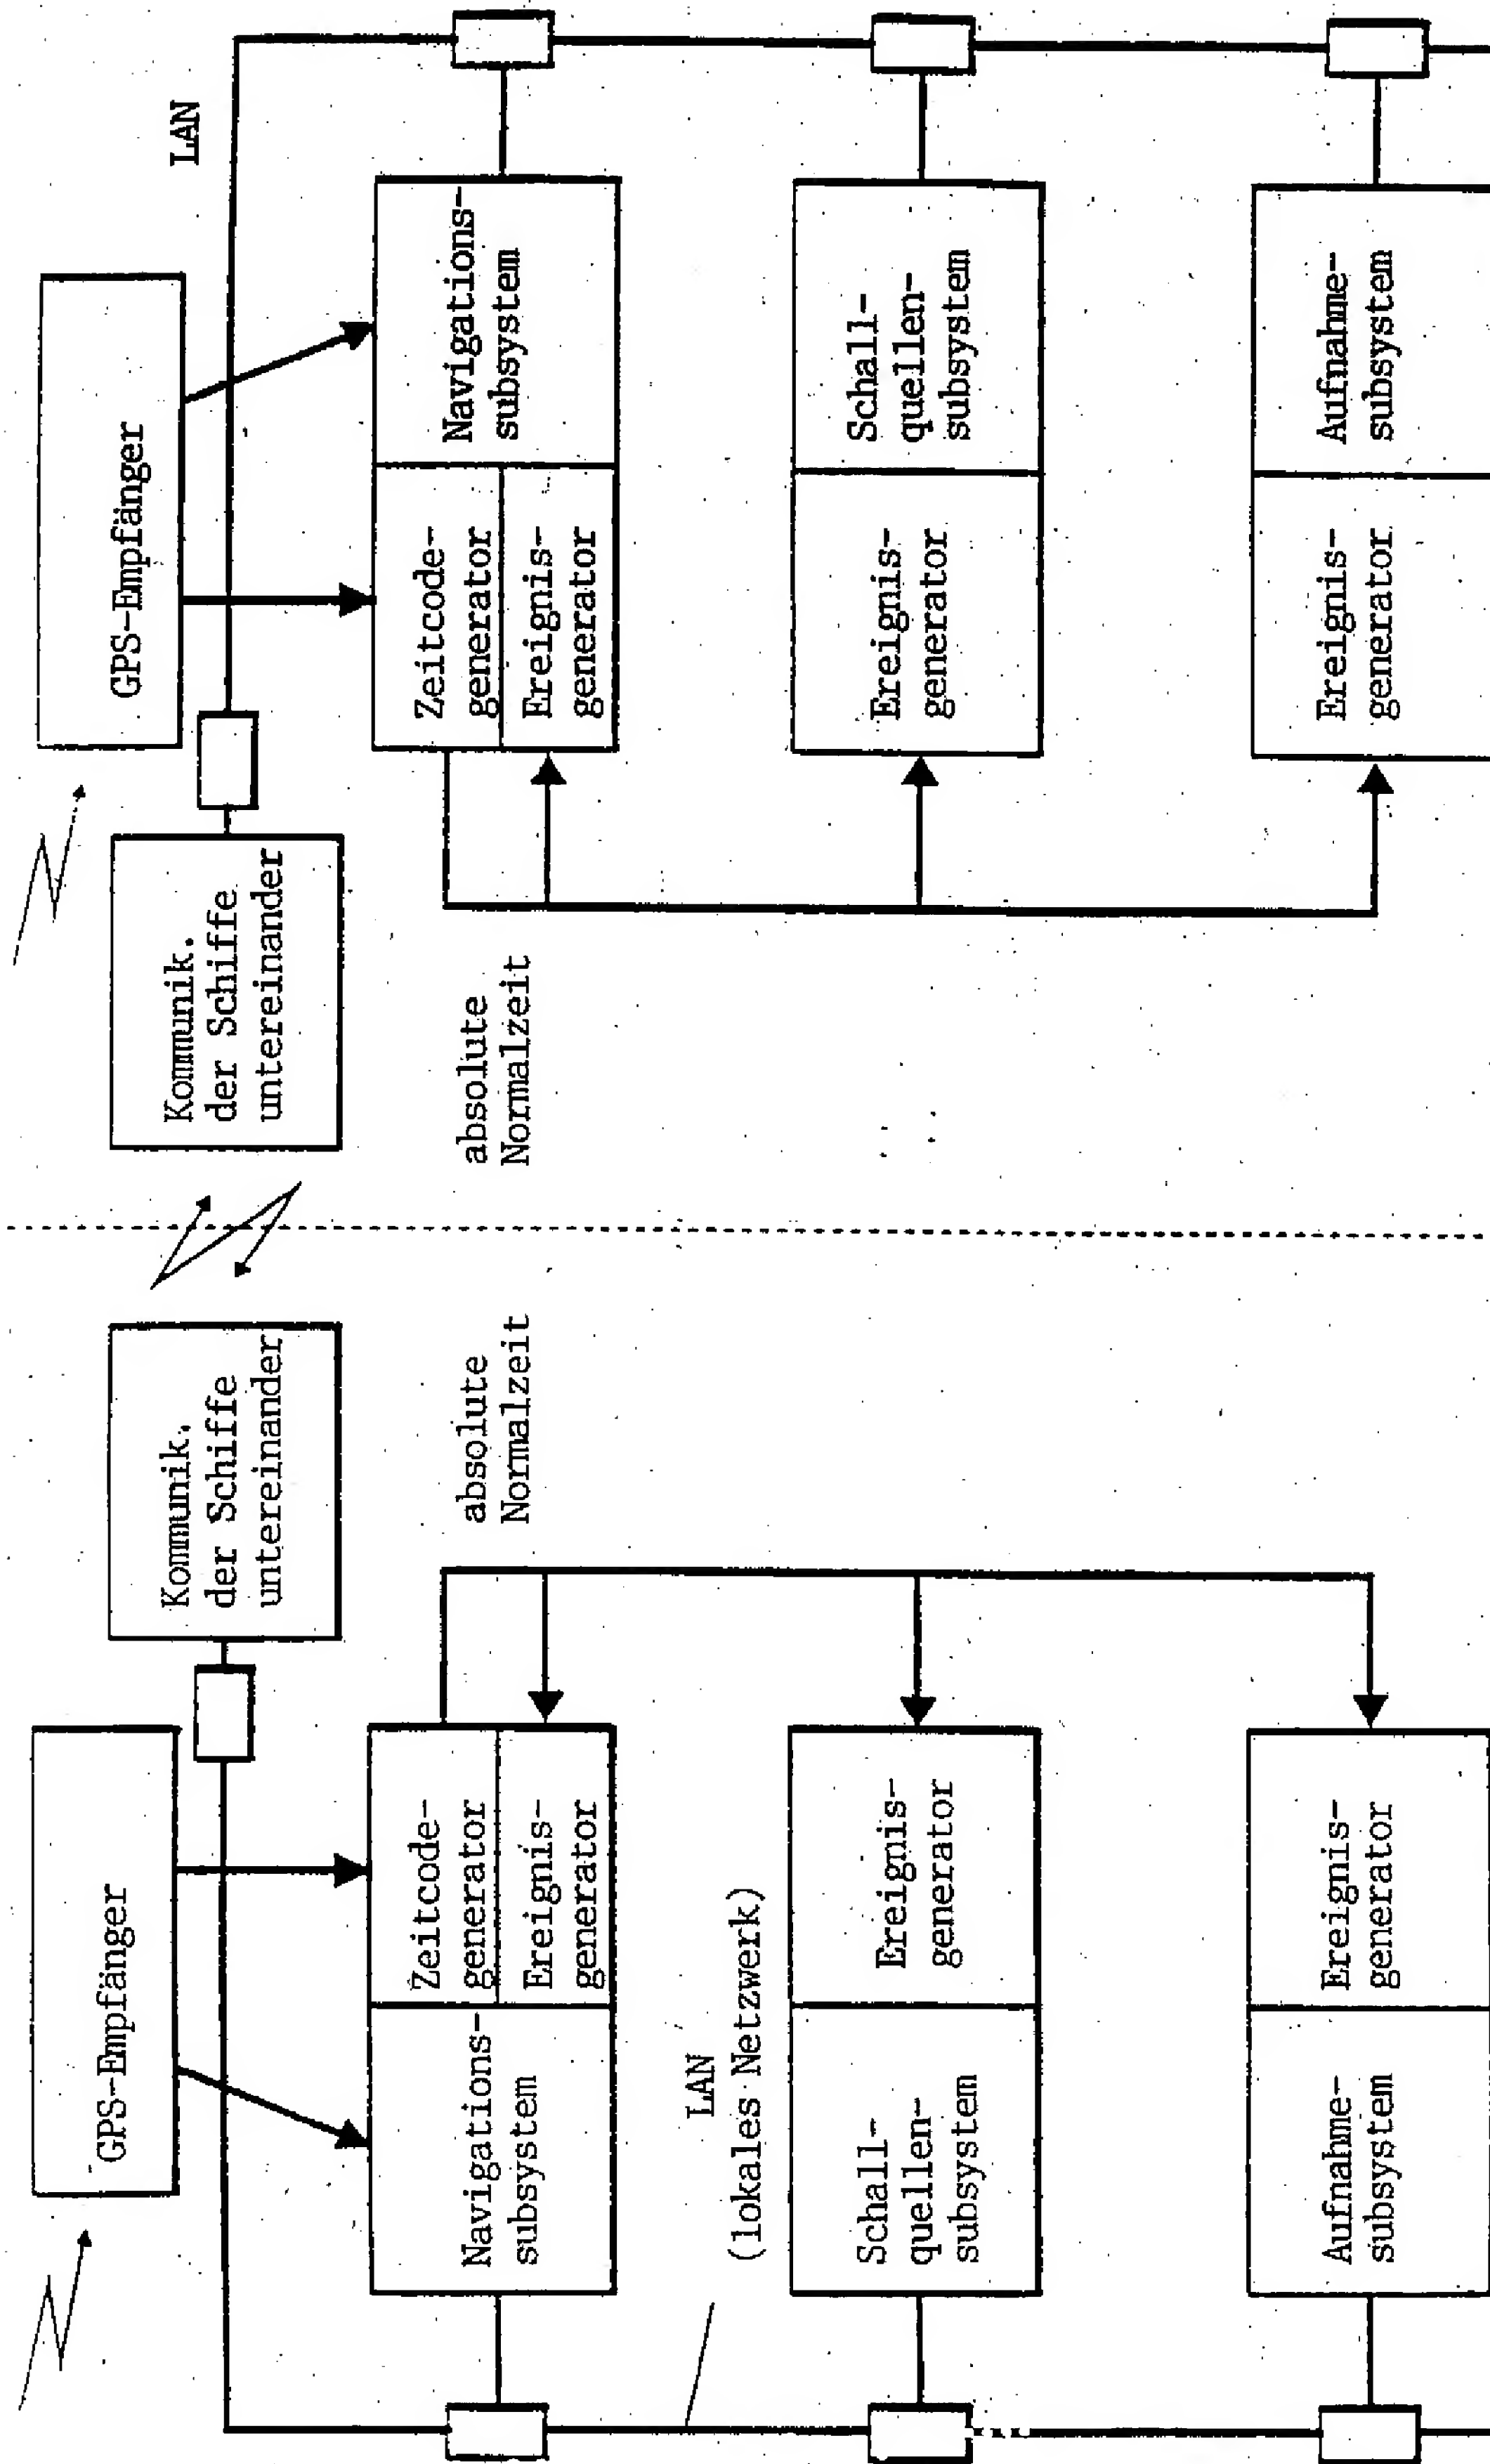 GPS-Empfänger
Kommunik.
der Schiffe
untereinander
Navigations-
subsystem
Zeitcode-
generator
Ereignis-
generator
absolute
Normalzeit
LAN
(lokales Netzwerk)
Schall-
quellen-
subsystem
Ereignis-
generator
Aufnahme-
subsystem
Ereignis-
generator
GPS-Empfänger
LAN
Kommunik.
der Schiffe
untereinander
absolute
Normalzeit
Zeitcode-
generator
Ereignis-
generator
Navigations-
subsystem
Ereignis-
generator
Schall-
quellen-
subsystem
Ereignis-
generator
Aufnahme-
subsystem